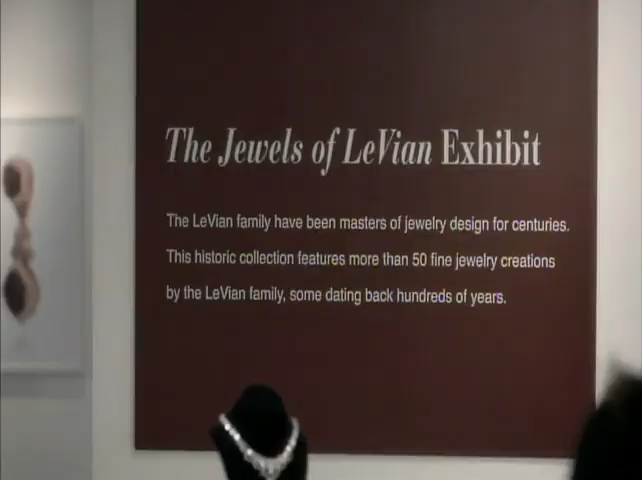 The Jewels of LeVian Exhibit
The LeVian family have been masters of jewelry design for centuries.
This historic collection features more than 50 fine jewelry creations
by the LeVian family, some dating back hundreds of years.